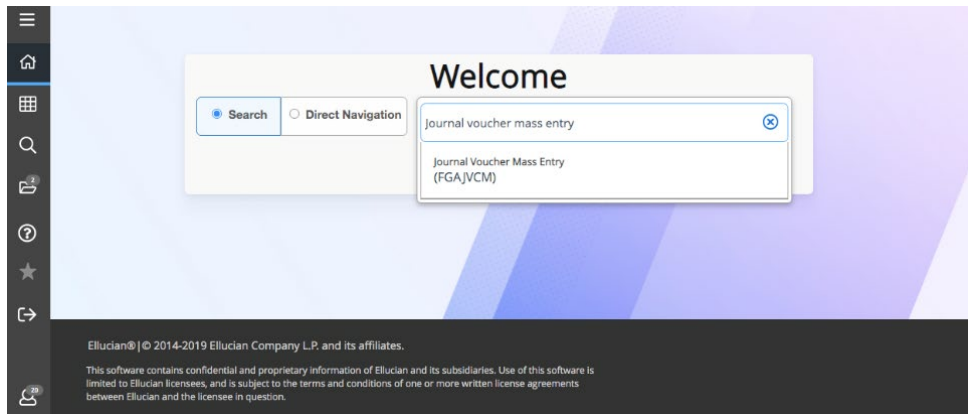 Welcome
Search
Direct Navigation
Journal voucher mass entry
Journal Voucher Mass Entry
(FGAJVCM)
2
Ellucian®|© 2014-2019 Ellucian Company L.P. and its affiliates.
This software contains confidential and proprietary information of Ellucian and its subsidiaries. Use of this software is
limited to Ellucian licensees, and is subject to the terms and conditions of one or more written license agreements
between Ellucian and the licensee in question.
20